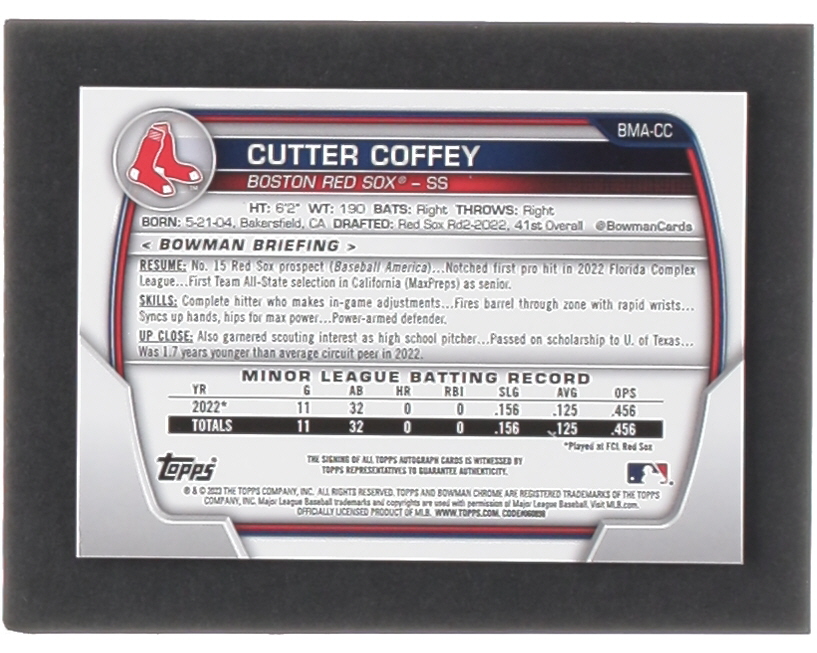 BMA-CC
CUTTER COFFEY
BOSTON RED SOX® – SS
HT: 6'2" WT: 190 BATS: Right THROWS: Right
BORN: 5-21-04, Bakersfield, CA DRAFTED: Red Sox Rd2-2022, 41st Overall @BowmanCards
< BOWMAN BRIEFING >
RESUME: No. 15 Red Sox prospect (Baseball America)...Notched first pro hit in 2022 Florida Complex
League...First Team All-State selection in California (MaxPreps) as senior.
SKILLS: Complete hitter who makes in-game adjustments...Fires barrel through zone with rapid wrists...
Syncs up hands, hips for max power...Power-armed defender.
UP CLOSE: Also garnered scouting interest as high school pitcher...Passed on scholarship to U. of Texas...
Was 1.7 years younger than average circuit peer in 2022.
MINOR LEAGUE BATTING RECORD
YR G AB HR RBI SLG AVG OPS
2022* 11 32 0 0 .156 .125 .456
TOTALS 11 32 0 0 .156 .125 .456
*Played at FCL Red Sox
Topps
THE SIGNING OF ALL TOPPS AUTOGRAPH CARDS IS WITNESSED BY
TOPPS REPRESENTATIVES TO GUARANTEE AUTHENTICITY.
® & © 2023 THE TOPPS COMPANY, INC. ALL RIGHTS RESERVED. TOPPS AND BOWMAN CHROME ARE REGISTERED TRADEMARKS OF THE TOPPS
COMPANY, INC. Major League Baseball trademarks and copyrights are used with permission of Major League Baseball. Visit MLB.com.
OFFICIALLY LICENSED PRODUCT OF MLB. WWW.TOPPS.COM.